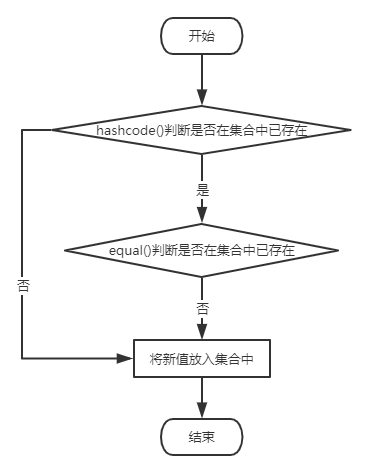 开始
hashcode()判断是否在集合中已存在
是
equal()判断是否在集合中已存在
否
否
将新值放入集合中
结束